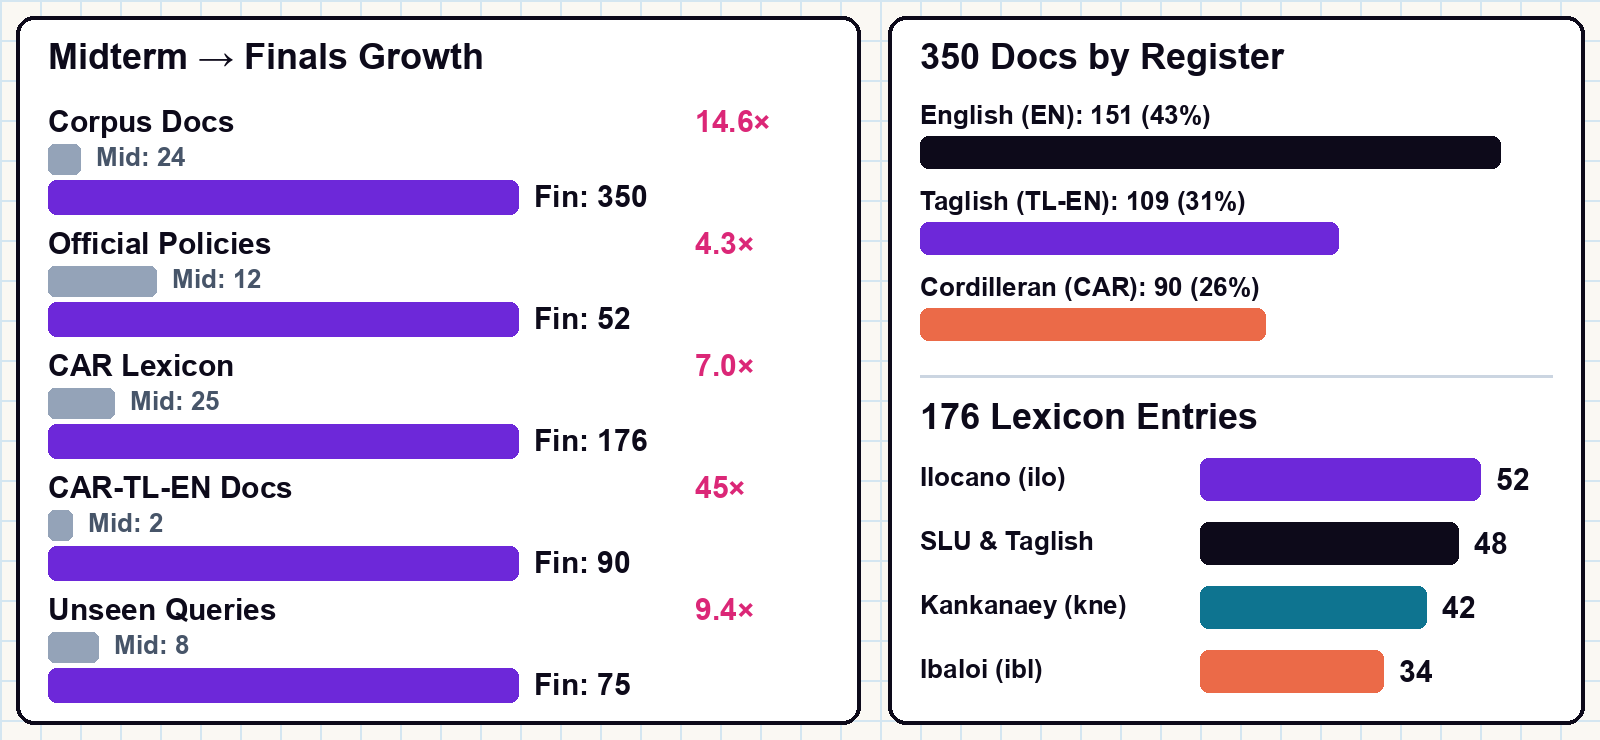 Midterm → Finals Growth
Corpus Docs 14.6×
Mid: 24
Fin: 350
Official Policies 4.3×
Mid: 12
Fin: 52
CAR Lexicon 7.0×
Mid: 25
Fin: 176
CAR-TL-EN Docs 45×
Mid: 2
Fin: 90
Unseen Queries 9.4×
Mid: 8
Fin: 75
350 Docs by Register
English (EN): 151 (43%)
Taglish (TL-EN): 109 (31%)
Cordilleran (CAR): 90 (26%)
176 Lexicon Entries
Ilocano (ilo) 52
SLU & Taglish 48
Kankanaey (kne) 42
Ibaloi (ibl) 34